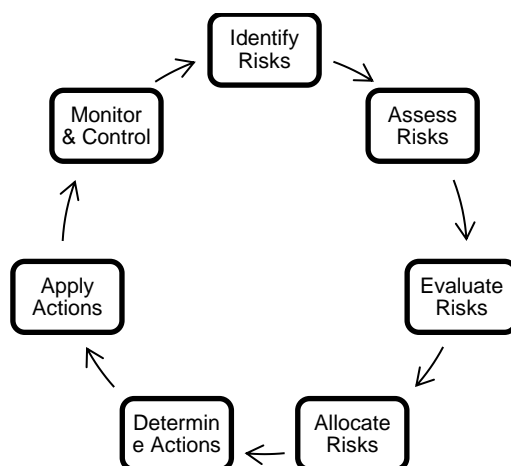 Identify
Risks
Assess
Risks
Evaluate
Risks
Allocate
Risks
Determin
e Actions
Apply
Actions
Monitor
& Control